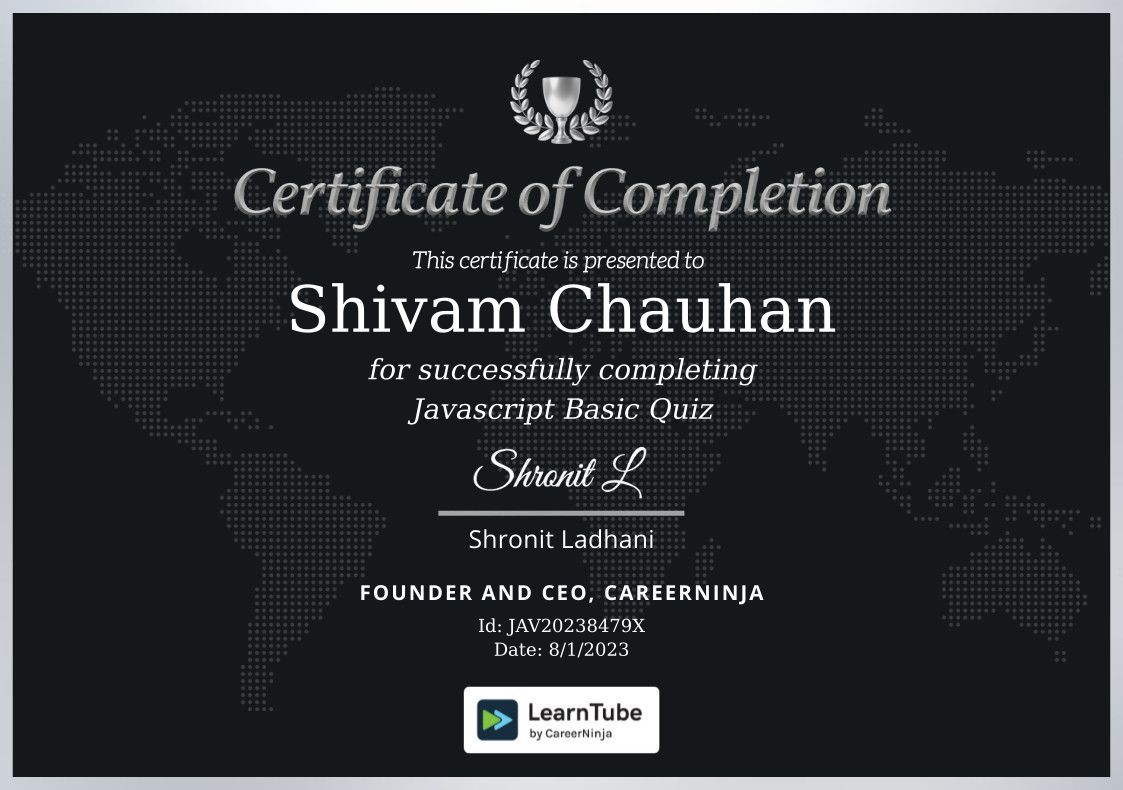 Certificate of Completion
This certificate is presented to
Shivam Chauhan
for successfully completing
Javascript Basic Quiz
Shronit L
Shronit Ladhani
FOUNDER AND CEO, CAREERNINJA
Id: JAV20238479X
Date: 8/1/2023
LearnTube
by CareerNinja